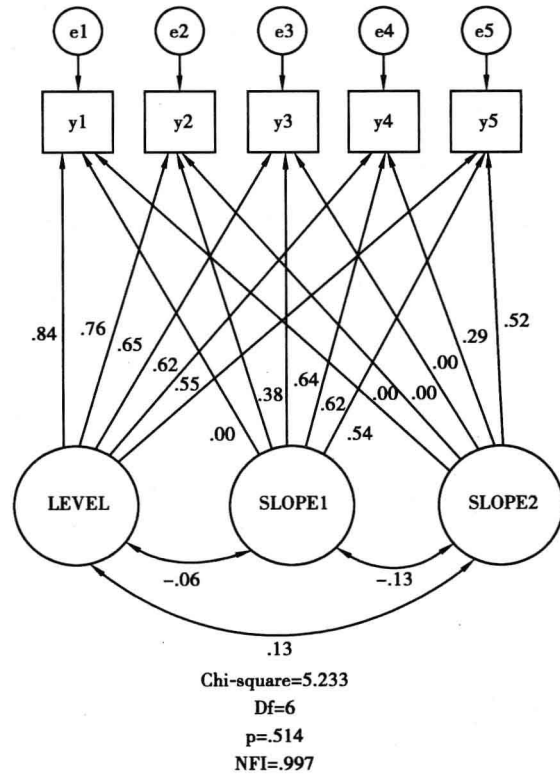 e1 e2 e3 e4 e5
y1 y2 y3 y4 y5
.84 .76 .65 .62 .55 .00 .38 .64 .62 .54 .00 .00 .00 .29 .52
LEVEL SLOPE1 SLOPE2
−.06 −.13
.13
Chi-square=5.233
Df=6
p=.514
NFI=.997